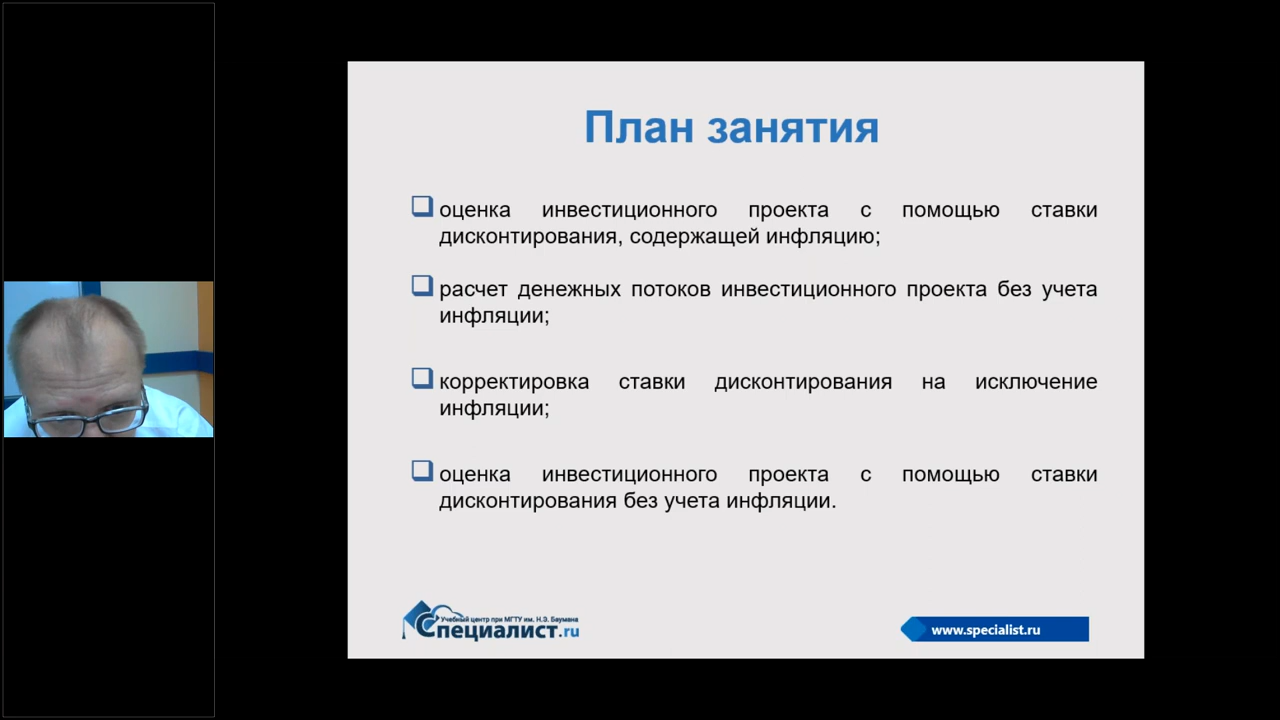 План занятия
оценка инвестиционного проекта с помощью ставки
дисконтирования, содержащей инфляцию;
расчет денежных потоков инвестиционного проекта без учета
инфляции;
корректировка ставки дисконтирования на исключение
инфляции;
оценка инвестиционного проекта с помощью ставки
дисконтирования без учета инфляции.
Учебный центр при МГТУ им. Н.Э. Баумана
Специалист.ru
www.specialist.ru